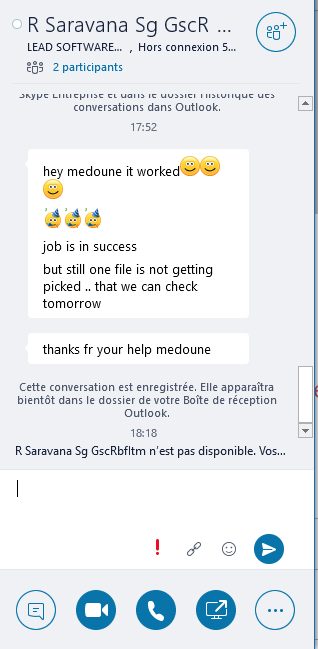 R Saravana Sg GscR ...
LEAD SOFTWARE... , Hors connexion 5...
2 participants
Skype Entreprise et dans le dossier Historique des
conversations dans Outlook.
17:52
hey medoune it worked
job is in success
but still one file is not getting
picked .. that we can check
tomorrow
thanks fr your help medoune
Cette conversation est enregistrée. Elle apparaîtra
bientôt dans le dossier de votre Boîte de réception
Outlook.
18:18
R Saravana Sg GscRbfItm n'est pas disponible. Vos...